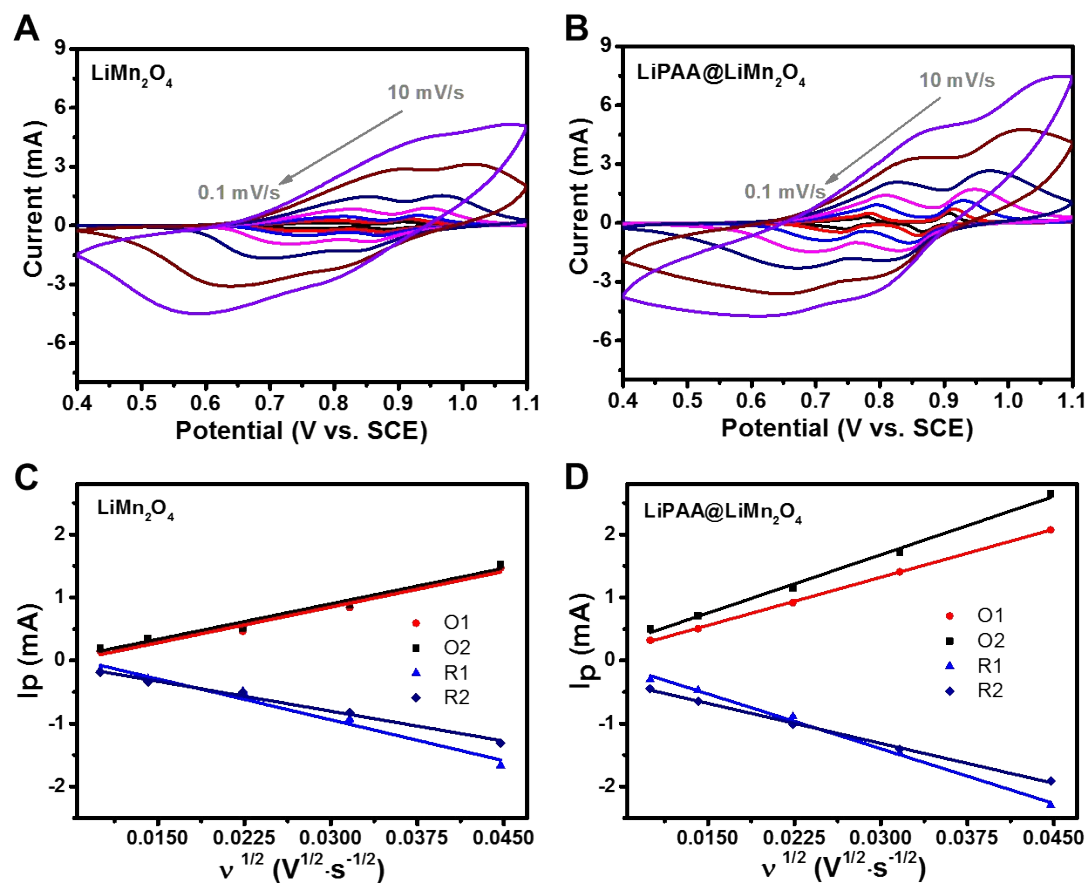 A
LiMn₂O₄
10 mV/s
0.1 mV/s
Current (mA)
9
6
3
0
-3
-6
0.4 0.5 0.6 0.7 0.8 0.9 1.0 1.1
Potential (V vs. SCE)
B
LiPAA@LiMn₂O₄
10 mV/s
0.1 mV/s
Current (mA)
9
6
3
0
-3
-6
0.4 0.5 0.6 0.7 0.8 0.9 1.0 1.1
Potential (V vs. SCE)
C
LiMn₂O₄
Ip (mA)
2
1
0
-1
-2
O1
O2
R1
R2
0.0150 0.0225 0.0300 0.0375 0.0450
ν ^1/2 (V^1/2·s^-1/2)
D
LiPAA@LiMn₂O₄
Ip (mA)
2
1
0
-1
-2
O1
O2
R1
R2
0.0150 0.0225 0.0300 0.0375 0.0450
ν ^1/2 (V^1/2·s^-1/2)